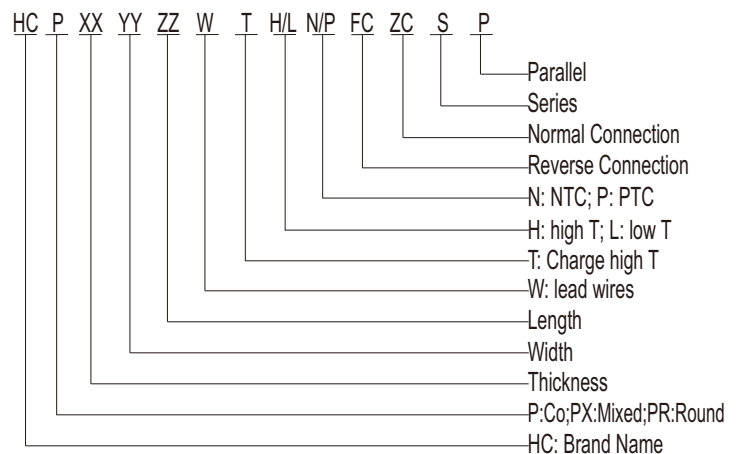 HC P XX YY ZZ W T H/L N/P FC ZC S P
Parallel
Series
Normal Connection
Reverse Connection
N: NTC; P: PTC
H: high T; L: low T
T: Charge high T
W: lead wires
Length
Width
Thickness
P:Co;PX:Mixed;PR:Round
HC: Brand Name